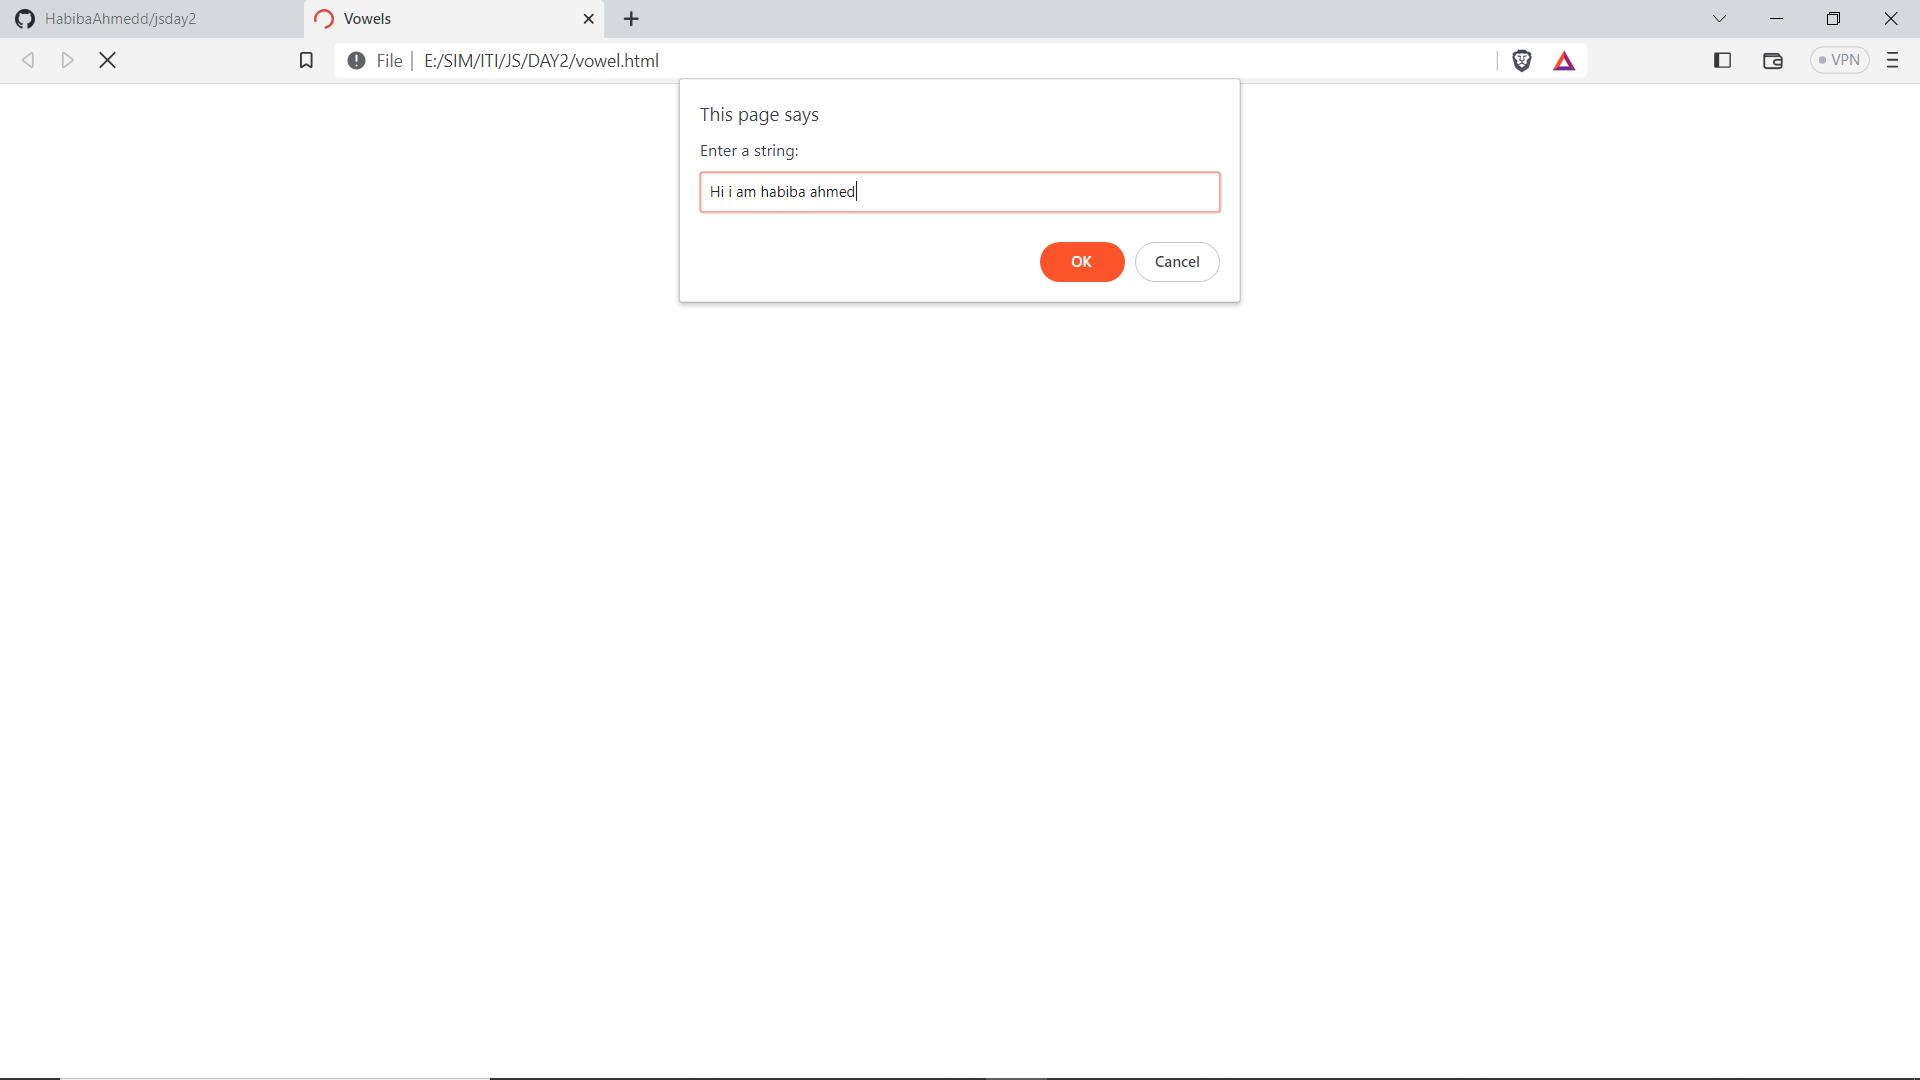 HabibaAhmedd/jsday2
Vowels
File
E:/SIM/ITI/JS/DAY2/vowel.html
VPN
This page says
Enter a string:
Hi i am habiba ahmed
OK
Cancel